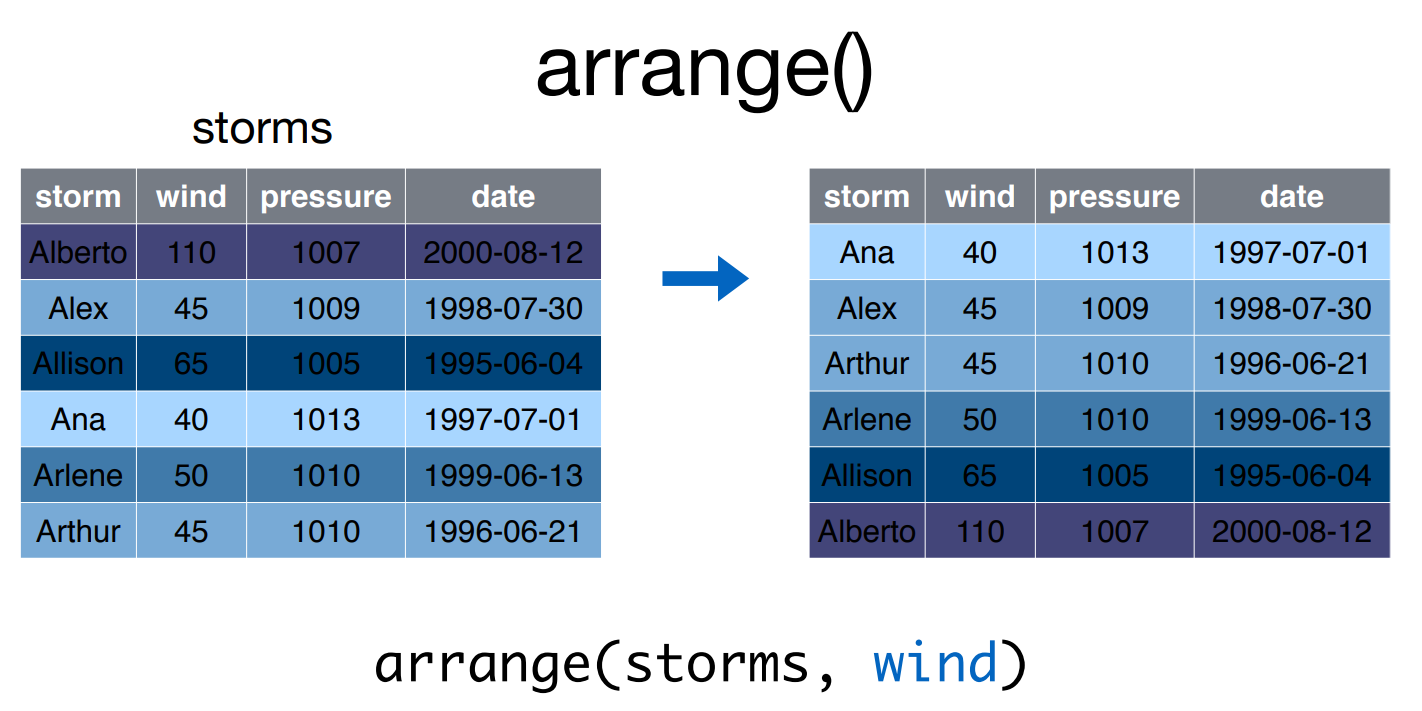 arrange()
storms
storm wind pressure date
Alberto 110 1007 2000-08-12
Alex 45 1009 1998-07-30
Allison 65 1005 1995-06-04
Ana 40 1013 1997-07-01
Arlene 50 1010 1999-06-13
Arthur 45 1010 1996-06-21
storm wind pressure date
Ana 40 1013 1997-07-01
Alex 45 1009 1998-07-30
Arthur 45 1010 1996-06-21
Arlene 50 1010 1999-06-13
Allison 65 1005 1995-06-04
Alberto 110 1007 2000-08-12
arrange(storms, wind)